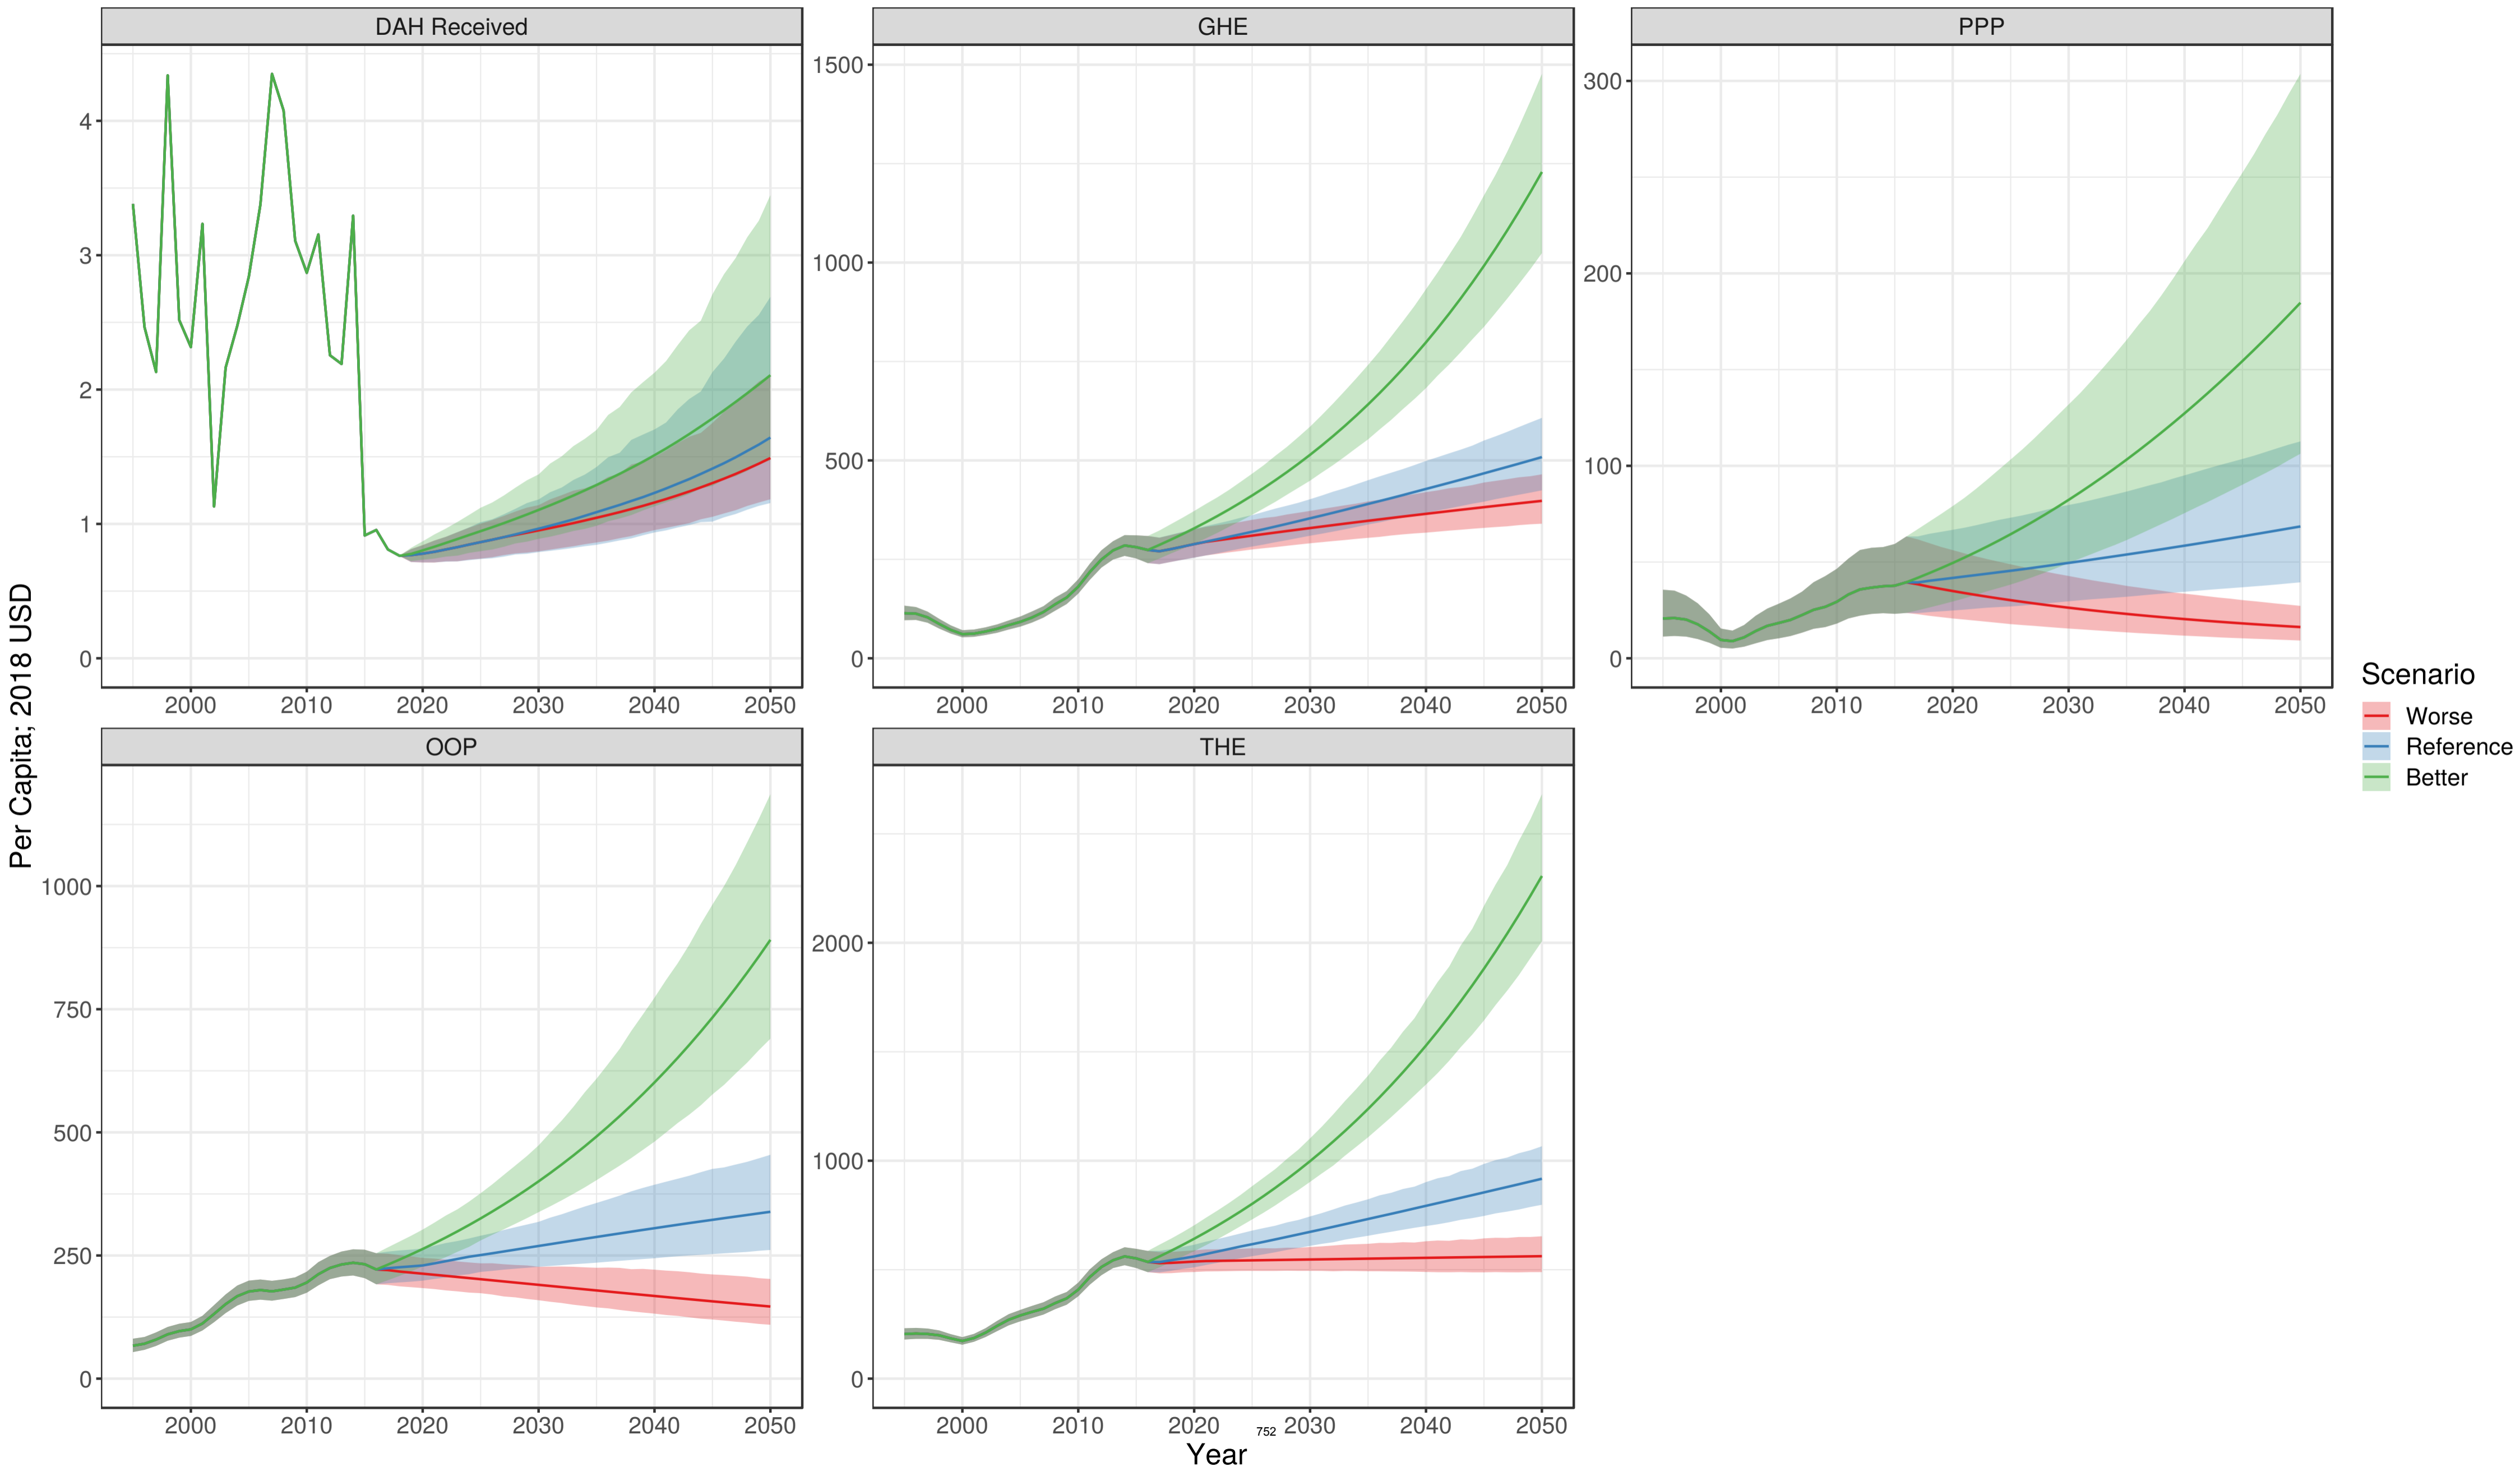 DAH Received
GHE
PPP
4
3
2
1
0
1500
1000
500
0
300
200
100
0
2000 2010 2020 2030 2040 2050
2000 2010 2020 2030 2040 2050
2000 2010 2020 2030 2040 2050
Per Capita; 2018 USD
OOP
THE
1000
750
500
250
0
2000
1000
0
2000 2010 2020 2030 2040 2050
2000 2010 2020 2030 2040 2050
752
Year
Scenario
Worse
Reference
Better